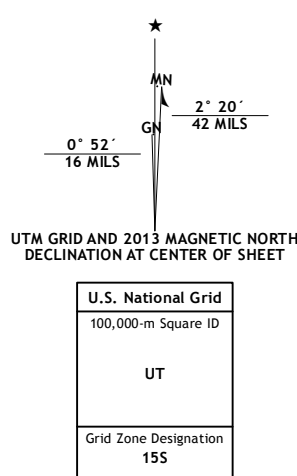 ★
MN
2° 20´
GN
42 MILS
0° 52´
16 MILS
UTM GRID AND 2013 MAGNETIC NORTH
DECLINATION AT CENTER OF SHEET
U.S. National Grid
100,000-m Square ID
UT
Grid Zone Designation
15S